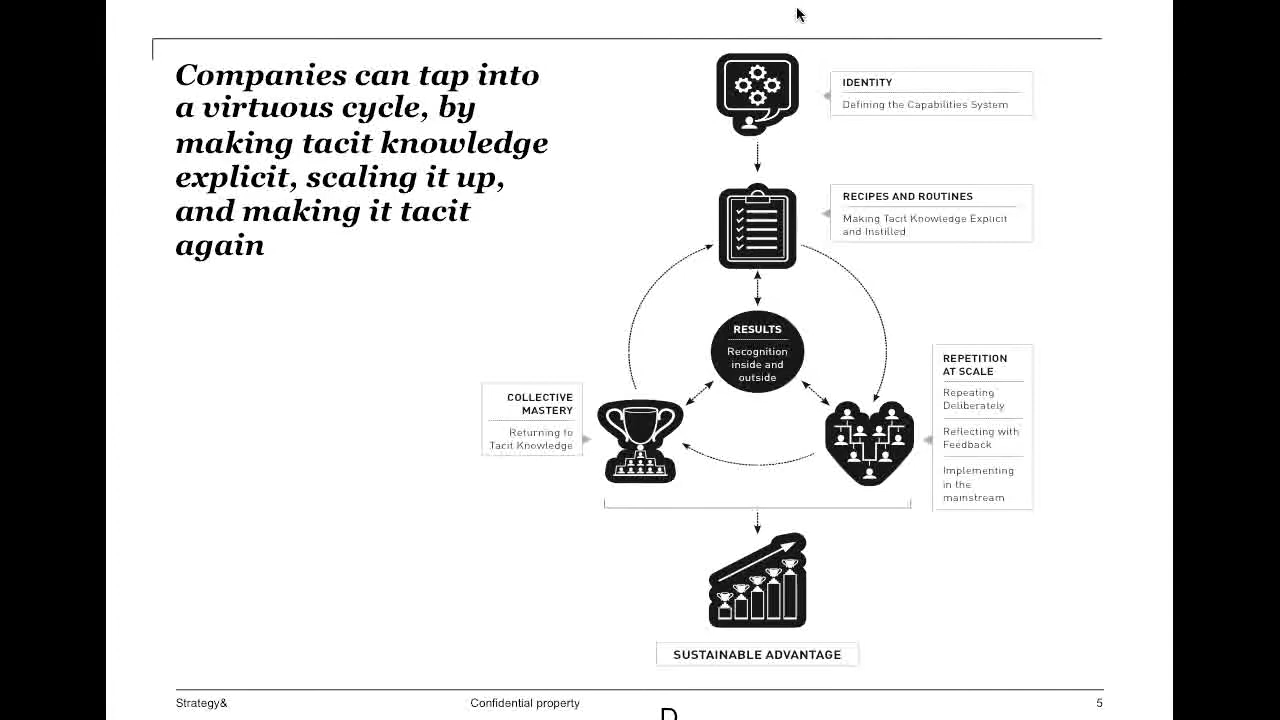 Companies can tap into
a virtuous cycle, by
making tacit knowledge
explicit, scaling it up,
and making it tacit
again
IDENTITY
Defining the Capabilities System
RECIPES AND ROUTINES
Making Tacit Knowledge Explicit
and Instilled
RESULTS
Recognition
inside and
outside
REPETITION
AT SCALE
Repeating
Deliberately
Reflecting with
Feedback
Implementing
in the
mainstream
COLLECTIVE
MASTERY
Returning to
Tacit Knowledge
SUSTAINABLE ADVANTAGE
Strategy&
Confidential property
5